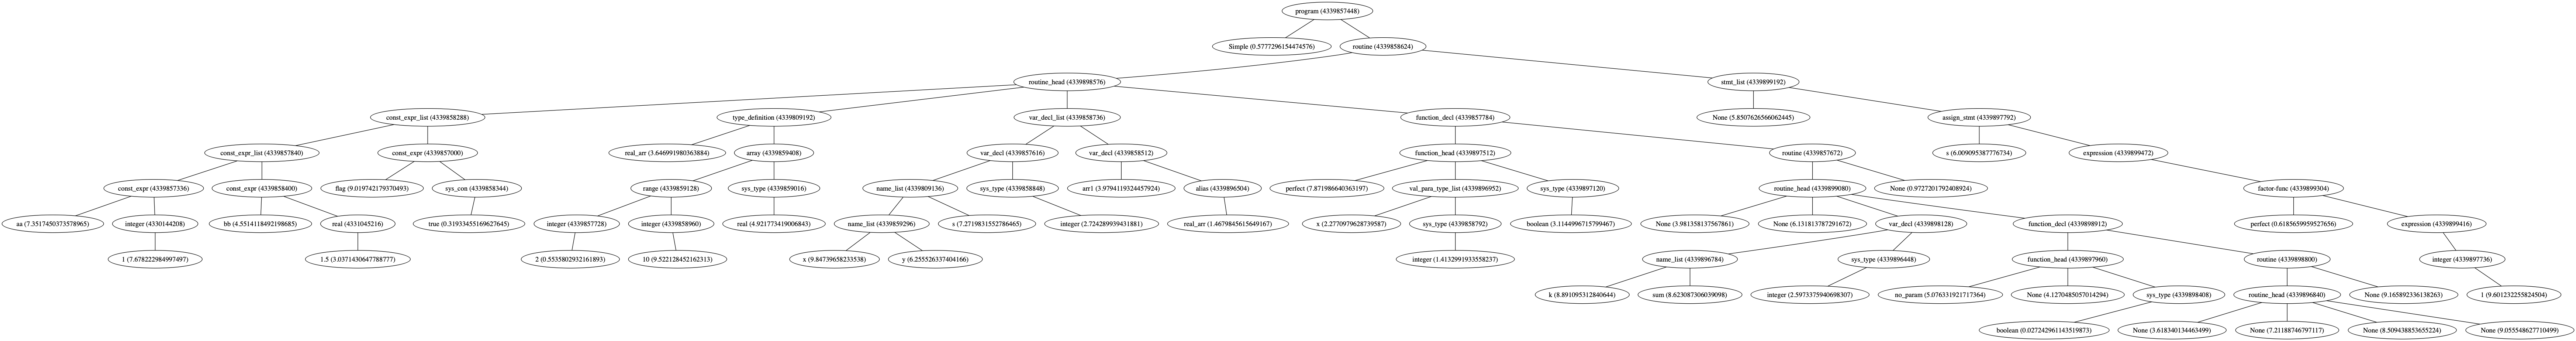 program (4339857448)
Simple (0.5777296154474576)
routine (4339858624)
routine_head (4339898576)
stmt_list (4339899192)
const_expr_list (4339858288)
type_definition (4339809192)
var_decl_list (4339858736)
function_decl (4339857784)
None (5.8507626566062445)
assign_stmt (4339897792)
const_expr_list (4339857840)
const_expr (4339857000)
real_arr (3.646991980363884)
array (4339859408)
var_decl (4339857616)
var_decl (4339858512)
function_head (4339897512)
routine (4339857672)
s (6.009095387776734)
expression (4339899472)
const_expr (4339857336)
const_expr (4339858400)
flag (9.019742179370493)
sys_con (4339858344)
range (4339859128)
sys_type (4339859016)
name_list (4339809136)
sys_type (4339858848)
arr1 (3.9794119324457924)
alias (4339896504)
perfect (7.871986640363197)
val_para_type_list (4339896952)
sys_type (4339897120)
routine_head (4339899080)
None (0.9727201792408924)
factor-func (4339899304)
aa (7.3517450373578965)
integer (4330144208)
bb (4.5514118492198685)
real (4331045216)
true (0.31933455169627645)
integer (4339857728)
integer (4339858960)
real (4.921773419006843)
name_list (4339859296)
s (7.2719831552786465)
integer (2.724289939431881)
real_arr (1.4679845615649167)
x (2.2770979628739587)
sys_type (4339858792)
boolean (3.1144996715799467)
None (3.981358137567861)
None (6.131813787291672)
var_decl (4339898128)
function_decl (4339898912)
perfect (0.6185659959527656)
expression (4339899416)
1 (7.678222984997497)
1.5 (3.0371430647788777)
2 (0.5535802932161893)
10 (9.522128452162313)
x (9.84739658233538)
y (6.255526337404166)
integer (1.4132991933558237)
name_list (4339896784)
sys_type (4339896448)
function_head (4339897960)
routine (4339898800)
integer (4339897736)
k (8.891095312840644)
sum (8.623087306039098)
integer (2.5973375940698307)
no_param (5.076331921717364)
None (4.1270485057014294)
sys_type (4339898408)
routine_head (4339896840)
None (9.165892336138263)
1 (9.601232255824504)
boolean (0.027242961143519873)
None (3.618340134463499)
None (7.21188746797117)
None (8.509438853655224)
None (9.055548627710499)